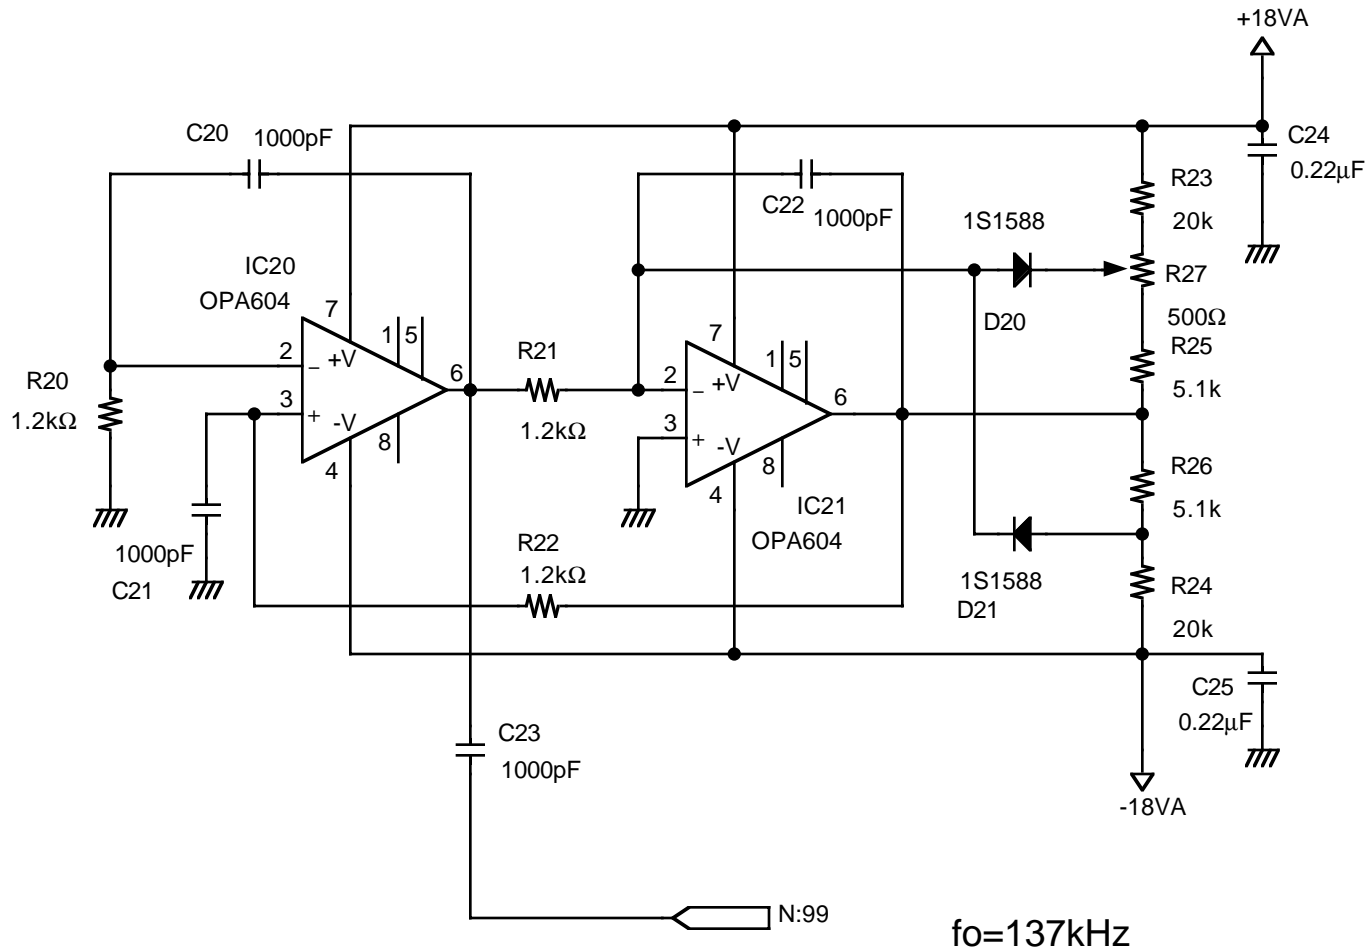 +18VA
C20
1000pF
C24
0.22µF
R23
20k
C22
1000pF
1S1588
IC20
OPA604
R27
500Ω
D20
7
1
5
2
−
+V
6
3
+
-V
8
4
R20
1.2kΩ
R21
1.2kΩ
7
1
5
2
−
+V
6
3
+
-V
8
4
R25
5.1k
R26
5.1k
IC21
OPA604
1000pF
C21
R22
1.2kΩ
1S1588
D21
R24
20k
C25
0.22µF
C23
1000pF
-18VA
N:99
fo=137kHz